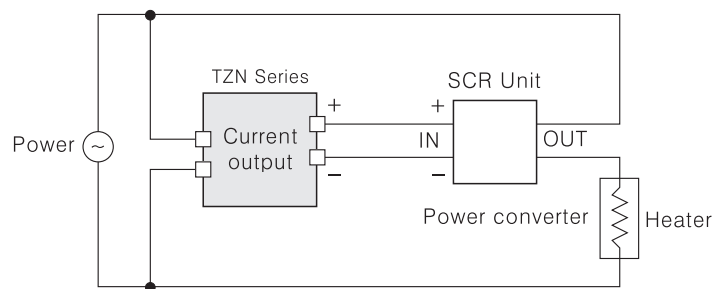 TZN Series
SCR Unit
+
+
Power
~
Current
output
IN
OUT
−
−
Power converter
Heater